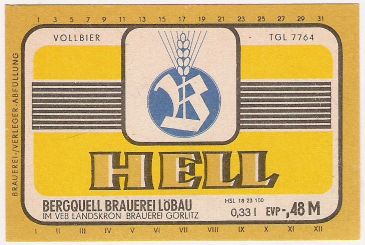 1 3 5 7 9 11 13 15 17 19 21 23 25 27 29 31
VOLLBIER
TGL 7764
BRAUEREI-/VERLEGER-ABFÜLLUNG
B
HELL
BERGQUELL BRAUEREI LÖBAU
IM VEB LANDSKRON BRAUEREI GÖRLITZ
HSL 18 23 100
0,33 l EVP -,48 M
I II III IV V VI VII VIII IX X XI XII